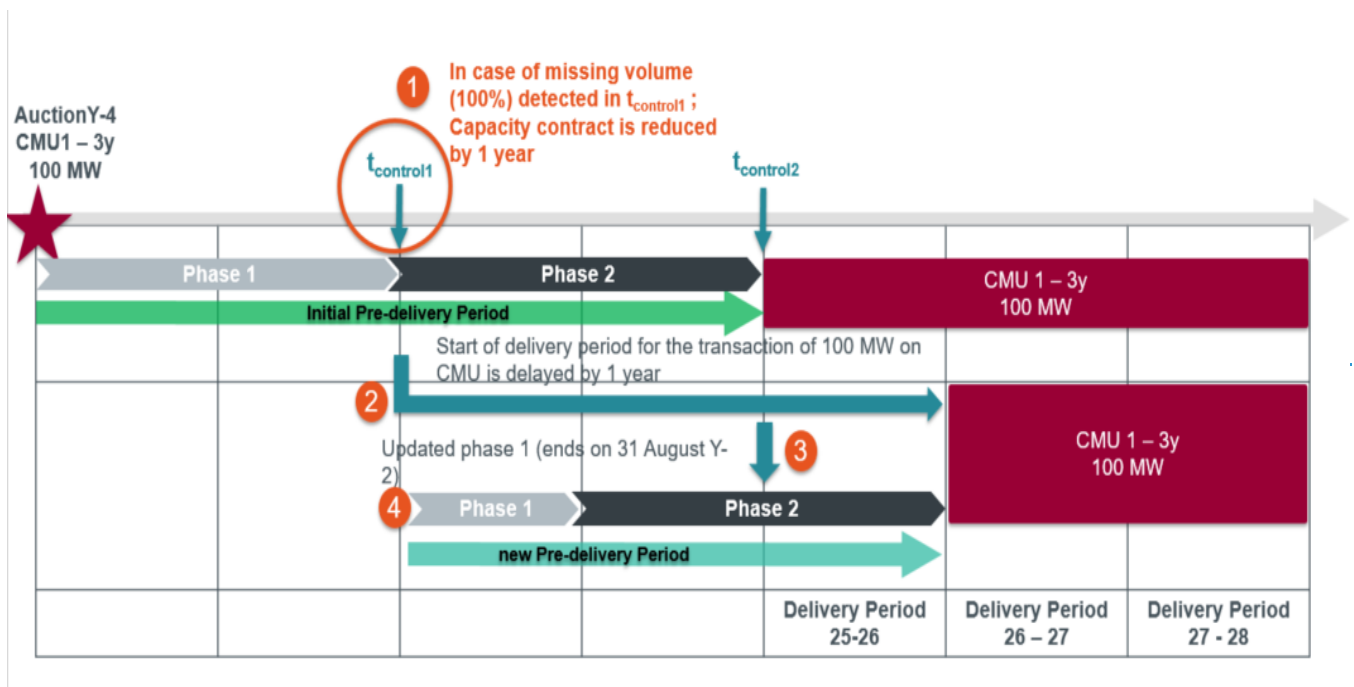 1
In case of missing volume
(100%) detected in tcontrol1 ;
Capacity contract is reduced
by 1 year
AuctionY-4
CMU1 – 3y
100 MW
tcontrol1
tcontrol2
Phase 1
Phase 2
CMU 1 – 3y
100 MW
Initial Pre-delivery Period
Start of delivery period for the transaction of 100 MW on
CMU is delayed by 1 year
2
CMU 1 – 3y
100 MW
Updated phase 1 (ends on 31 August Y-
2)
3
4
Phase 1
Phase 2
new Pre-delivery Period
Delivery Period
25-26
Delivery Period
26 – 27
Delivery Period
27 - 28